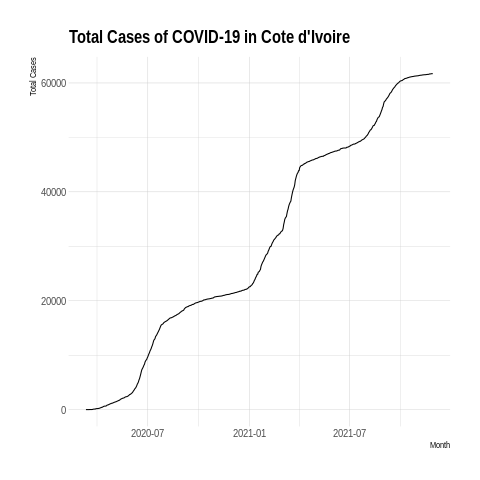 Total Cases of COVID-19 in Cote d'Ivoire
Total Cases
60000
40000
20000
0
2020-07 2021-01 2021-07
Month